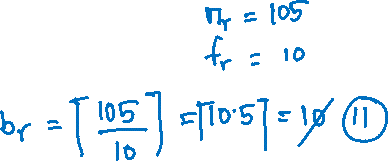 n_r = 105
f_r = 10
b_r = ⌈105/10⌉ = ⌈10.5⌉ = 10 11